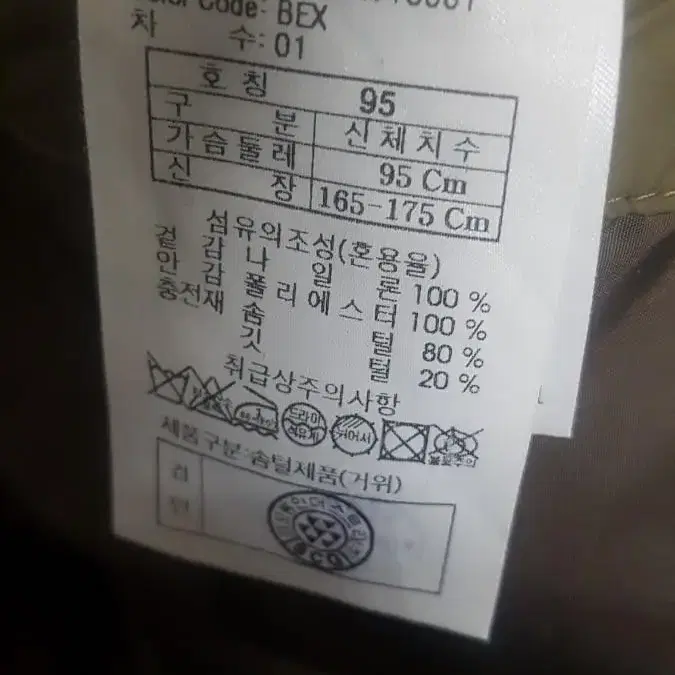 Code: BEX
차 수: 01
호칭 95
구 분 신체치수
가슴둘레 95 Cm
신 장 165-175 Cm
섬유의조성(혼용율)
겉 감 나 일 론 100 %
안 감 폴리에스터 100 %
충전재 솜 털 80 %
깃 털 20 %
취급상주의사항
드라이
석유계
제품구분:솜털제품(거위)